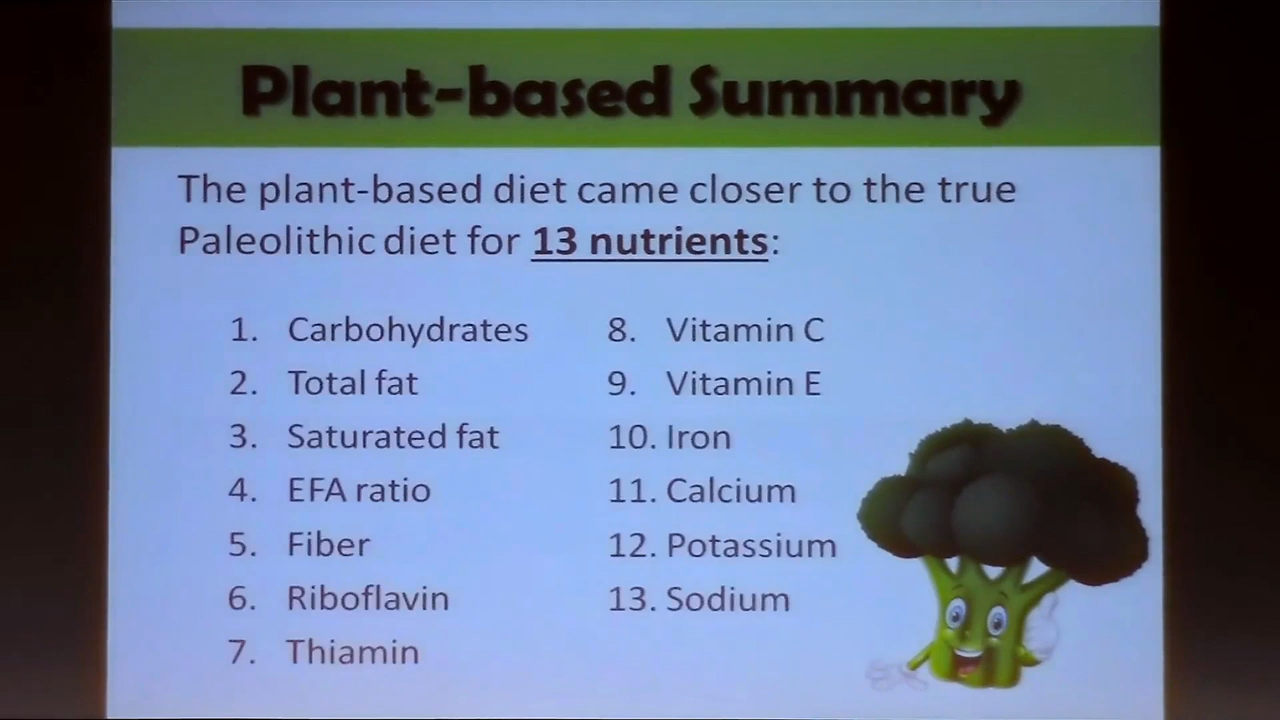 Plant-based Summary
The plant-based diet came closer to the true
Paleolithic diet for 13 nutrients:
1. Carbohydrates
2. Total fat
3. Saturated fat
4. EFA ratio
5. Fiber
6. Riboflavin
7. Thiamin
8. Vitamin C
9. Vitamin E
10. Iron
11. Calcium
12. Potassium
13. Sodium